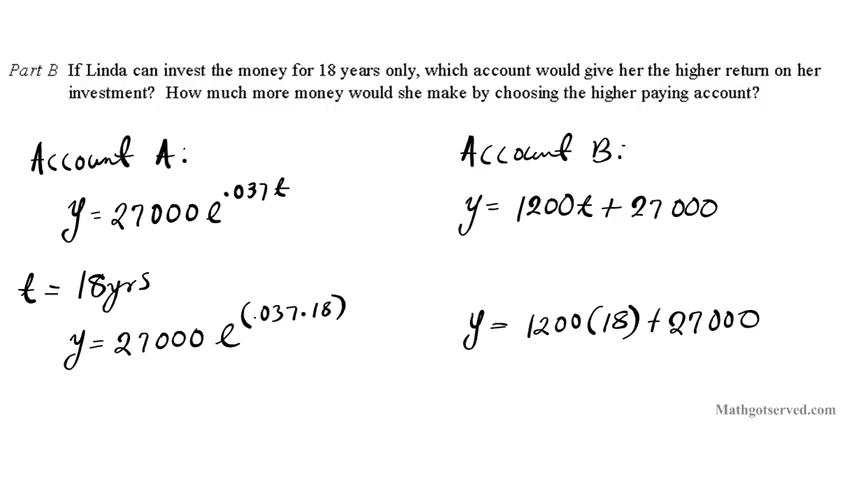 Part B If Linda can invest the money for 18 years only, which account would give her the higher return on her
investment? How much more money would she make by choosing the higher paying account?
Account A:
y = 27000e^.037t
t = 18yrs
y = 27000e^(.037.18)
Account B:
y = 1200t + 27000
y = 1200(18) + 27000
Mathgotserved.com